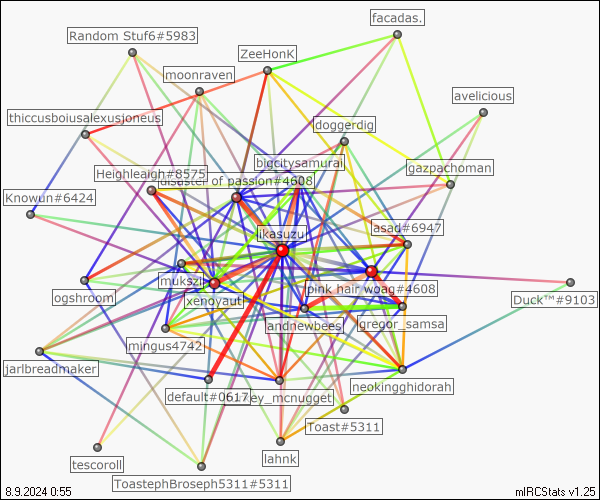 facadas.
Random Stuf6#5983
ZeeHonK
moonraven
avelicious
thiccusboiusalexusjoneus
doggerdig
bigcitysamurai
gazpachoman
Heighleaigh#8575
disaster of passion#4608
Knowun#6424
ikasuzu
asad#6947
mukszii
pink hair woag#4608
ogshroom
xenoyaut
Duck™#9103
andnewbees
gregor_samsa
mingus4742
jarlbreadmaker
neokingghidorah
default#0617
ey_mcnugget
Toast#5311
lahnk
tescoroll
ToastephBroseph5311#5311
8.9.2024 0:55
mIRCStats v1.25